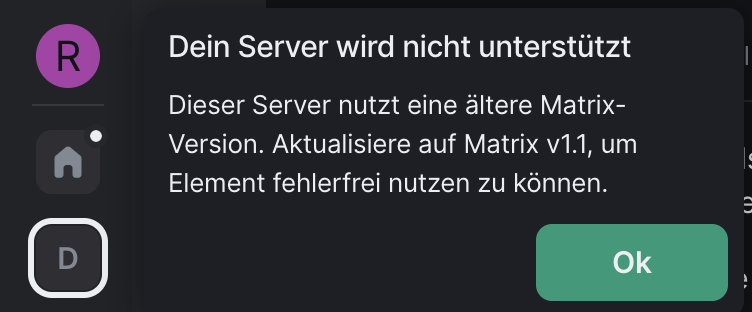 R
Dein Server wird nicht unterstützt
Dieser Server nutzt eine ältere Matrix-
Version. Aktualisiere auf Matrix v1.1, um
Element fehlerfrei nutzen zu können.
D
Ok